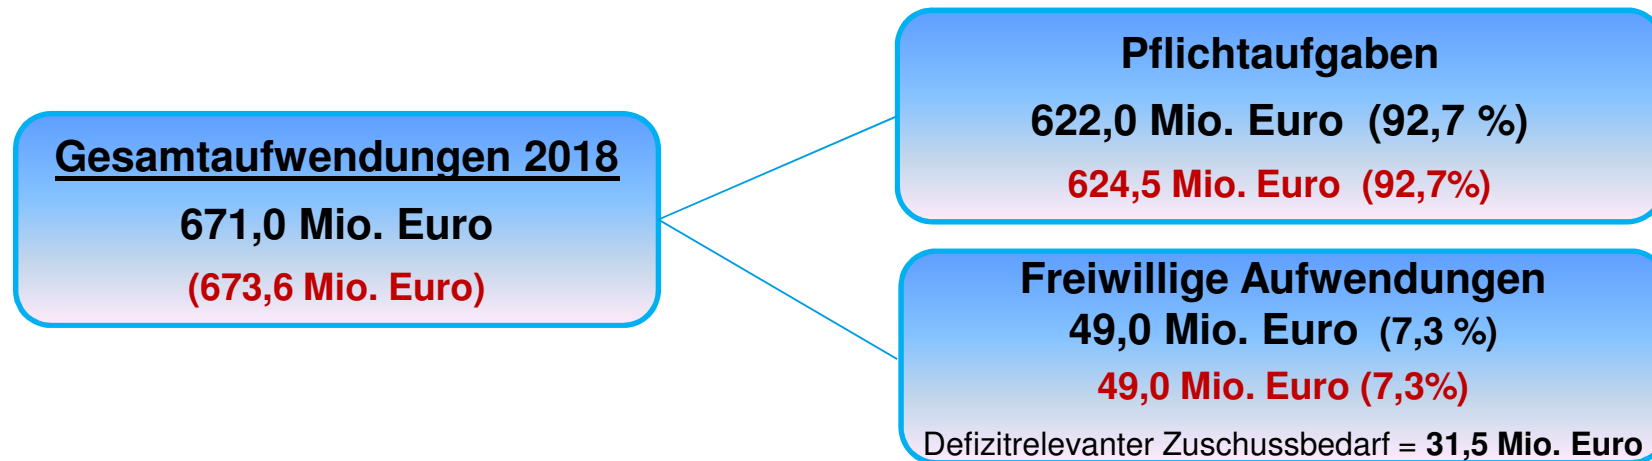 Gesamtaufwendungen 2018
671,0 Mio. Euro
(673,6 Mio. Euro)
Pflichtaufgaben
622,0 Mio. Euro (92,7 %)
624,5 Mio. Euro (92,7%)
Freiwillige Aufwendungen
49,0 Mio. Euro (7,3 %)
49,0 Mio. Euro (7,3%)
Defizitrelevanter Zuschussbedarf = 31,5 Mio. Euro